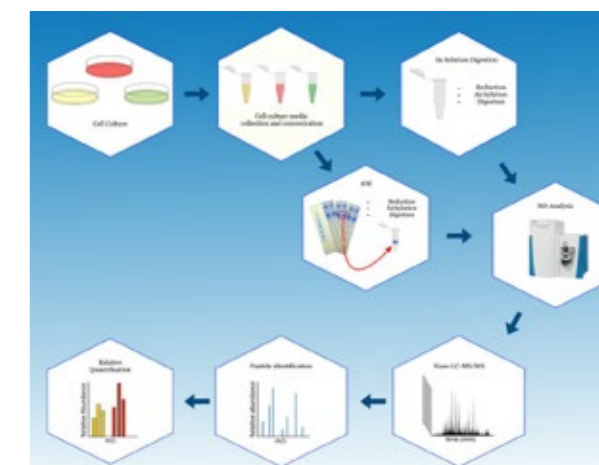 Cell Culture
Cell culture media
collection and concentration
In Solution Digestion
- Reduction
- Alkylation
- Digestion
- Reduction
- Alkylation
- Digestion
MS Analysis
Nano LC-MS/MS
time (min)
Peptide identification
Relative abundance
m/z
Relative
Quantification
Relative Abundance
m/z